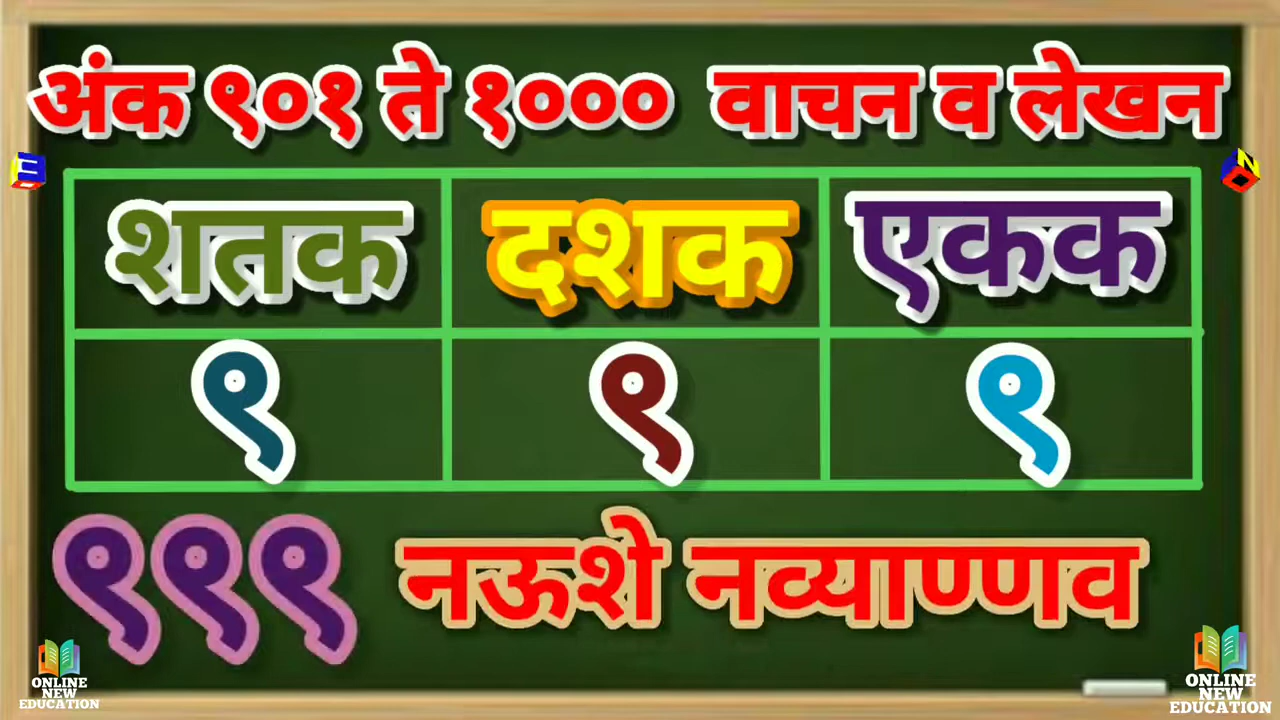 अंक ९०१ ते १००० वाचन व लेखन
शतक दशक एकक
९ ९ ९
९९९ नऊशे नव्याण्णव
ONLINE
NEW
EDUCATION
ONLINE
NEW
EDUCATION